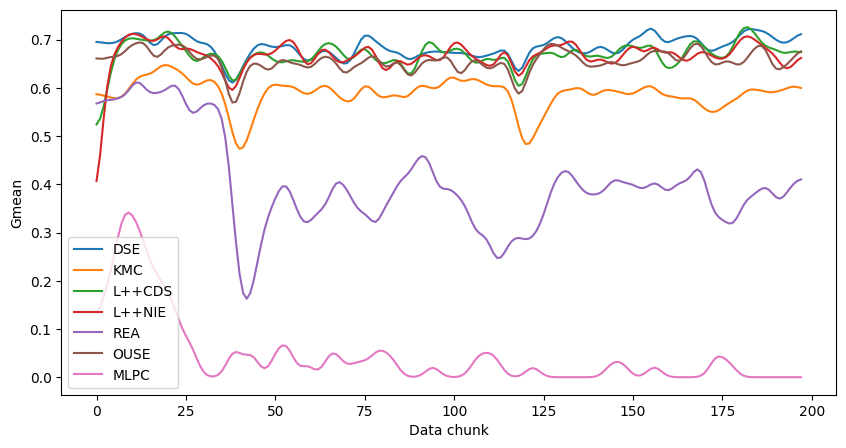 0.7
0.6
0.5
0.4
0.3
0.2
0.1
0.0
Gmean
DSE
KMC
L++CDS
L++NIE
REA
OUSE
MLPC
0 25 50 75 100 125 150 175 200
Data chunk